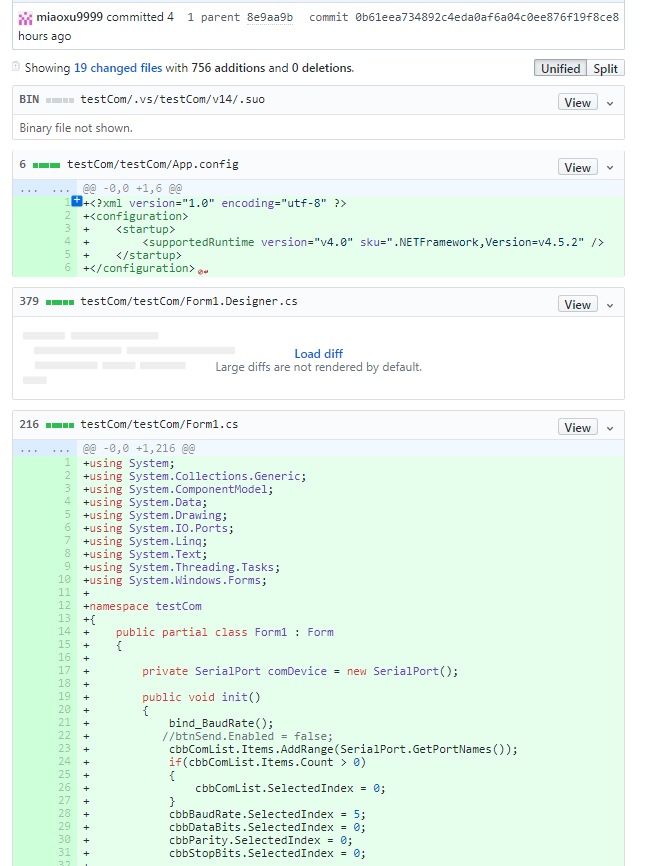 miaoxu9999 committed 4 hours ago 1 parent 8e9aa9b commit 0b61eea734892c4eda0af6a04c0ee876f19f8ce8
Showing 19 changed files with 756 additions and 0 deletions. Unified Split
BIN testCom/.vs/testCom/v14/.suo View
Binary file not shown.
6 testCom/testCom/App.config View
... ... @@ -0,0 +1,6 @@
1 +<?xml version="1.0" encoding="utf-8" ?>
2 +<configuration>
3 +    <startup>
4 +        <supportedRuntime version="v4.0" sku=".NETFramework,Version=v4.5.2" />
5 +    </startup>
6 +</configuration>
379 testCom/testCom/Form1.Designer.cs View
Load diff
Large diffs are not rendered by default.
216 testCom/testCom/Form1.cs View
... ... @@ -0,0 +1,216 @@
1 +using System;
2 +using System.Collections.Generic;
3 +using System.ComponentModel;
4 +using System.Data;
5 +using System.Drawing;
6 +using System.IO.Ports;
7 +using System.Linq;
8 +using System.Text;
9 +using System.Threading.Tasks;
10 +using System.Windows.Forms;
11 +
12 +namespace testCom
13 +{
14 +    public partial class Form1 : Form
15 +    {
16 +
17 +        private SerialPort comDevice = new SerialPort();
18 +
19 +        public void init()
20 +        {
21 +            bind_BaudRate();
22 +           //btnSend.Enabled = false;
23 +            cbbComList.Items.AddRange(SerialPort.GetPortNames());
24 +            if(cbbComList.Items.Count > 0)
25 +            {
26 +                cbbComList.SelectedIndex = 0;
27 +            }
28 +            cbbBaudRate.SelectedIndex = 5;
29 +            cbbDataBits.SelectedIndex = 0;
30 +            cbbParity.SelectedIndex = 0;
31 +            cbbStopBits.SelectedIndex = 0;